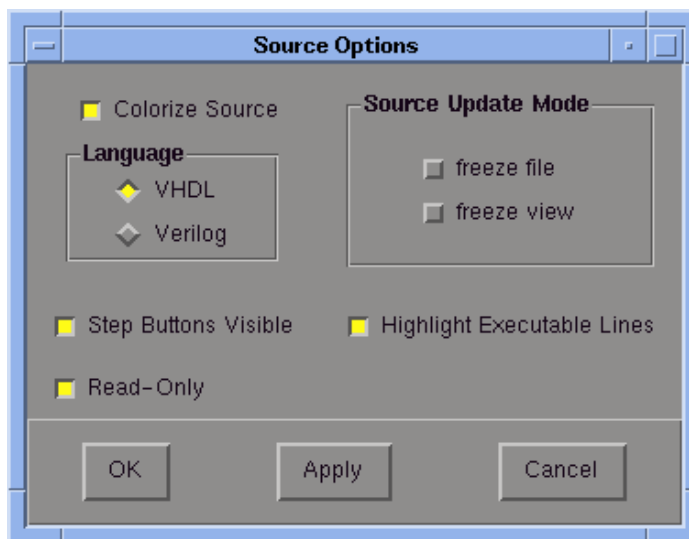 Source Options
Colorize Source
Source Update Mode
Language
freeze file
VHDL
freeze view
Verilog
Step Buttons Visible
Highlight Executable Lines
Read-Only
OK
Apply
Cancel